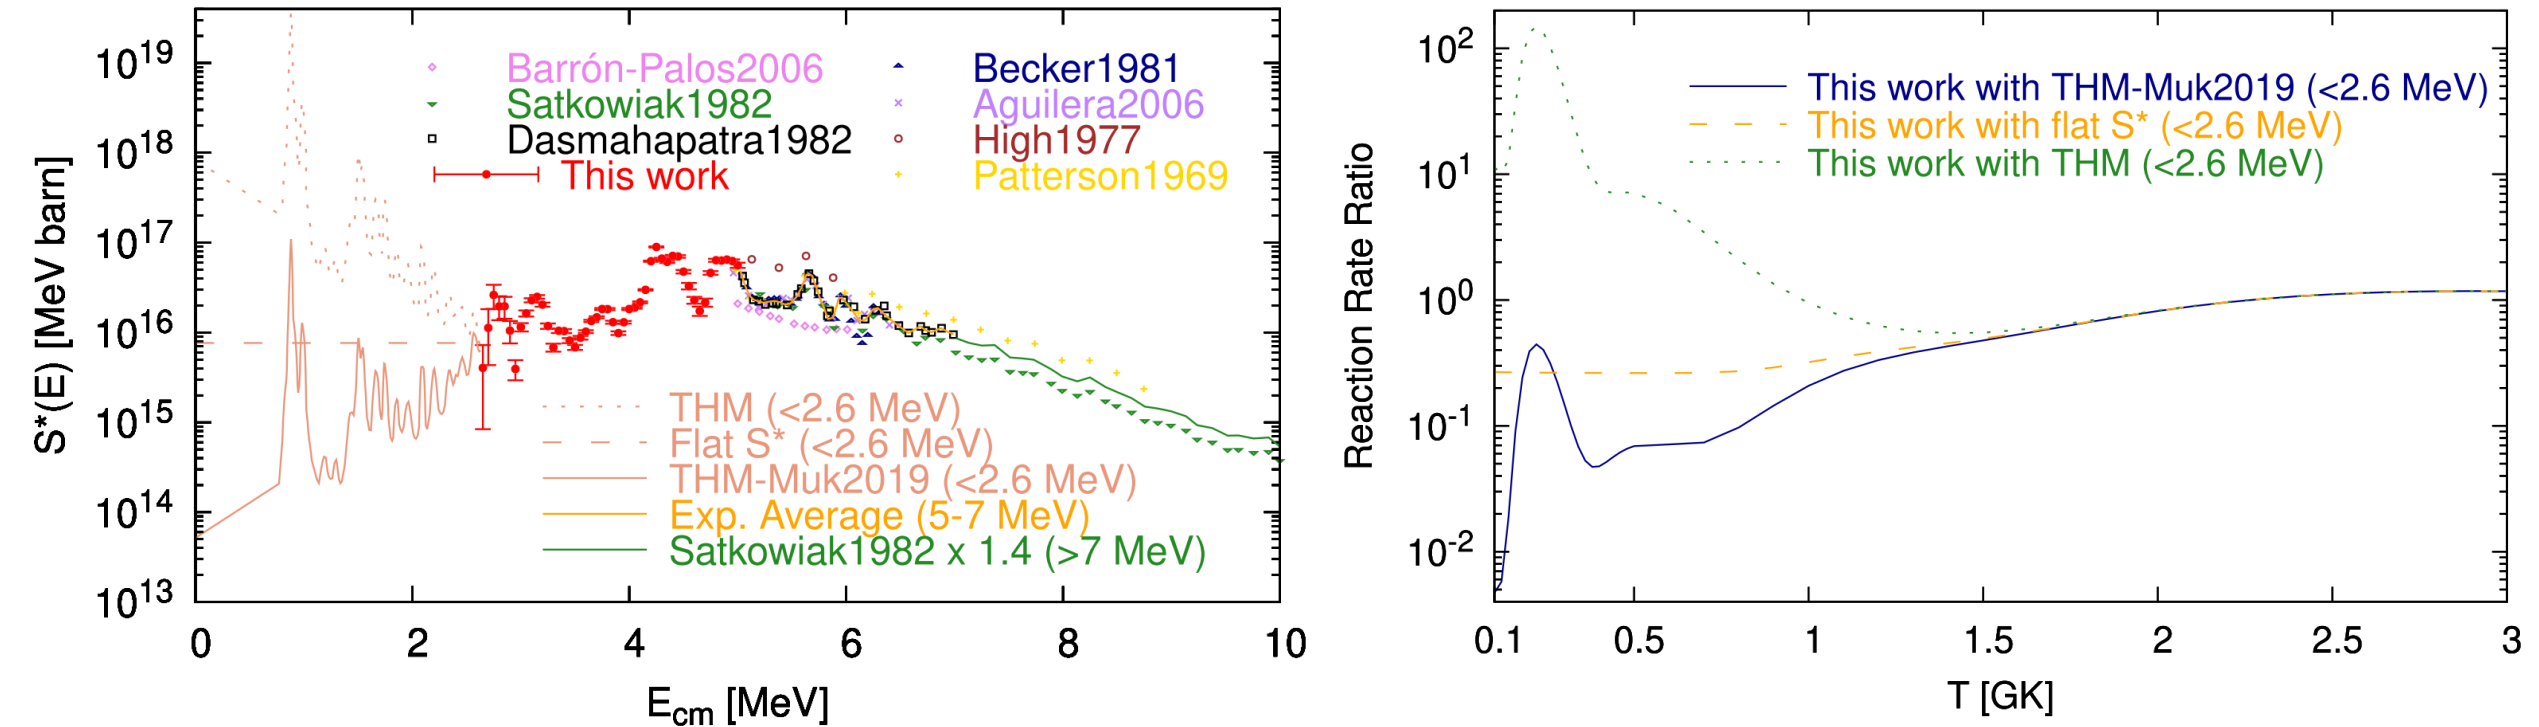 S*(E) [MeV barn]
10^19
10^18
10^17
10^16
10^15
10^14
10^13
Barrón-Palos2006
Satkowiak1982
Dasmahapatra1982
This work
Becker1981
Aguilera2006
High1977
Patterson1969
THM (<2.6 MeV)
Flat S* (<2.6 MeV)
THM-Muk2019 (<2.6 MeV)
Exp. Average (5-7 MeV)
Satkowiak1982 x 1.4 (>7 MeV)
0 2 4 6 8 10
E_cm [MeV]
Reaction Rate Ratio
10^2
10^1
10^0
10^-1
10^-2
This work with THM-Muk2019 (<2.6 MeV)
This work with flat S* (<2.6 MeV)
This work with THM (<2.6 MeV)
0.1 0.5 1 1.5 2 2.5 3
T [GK]